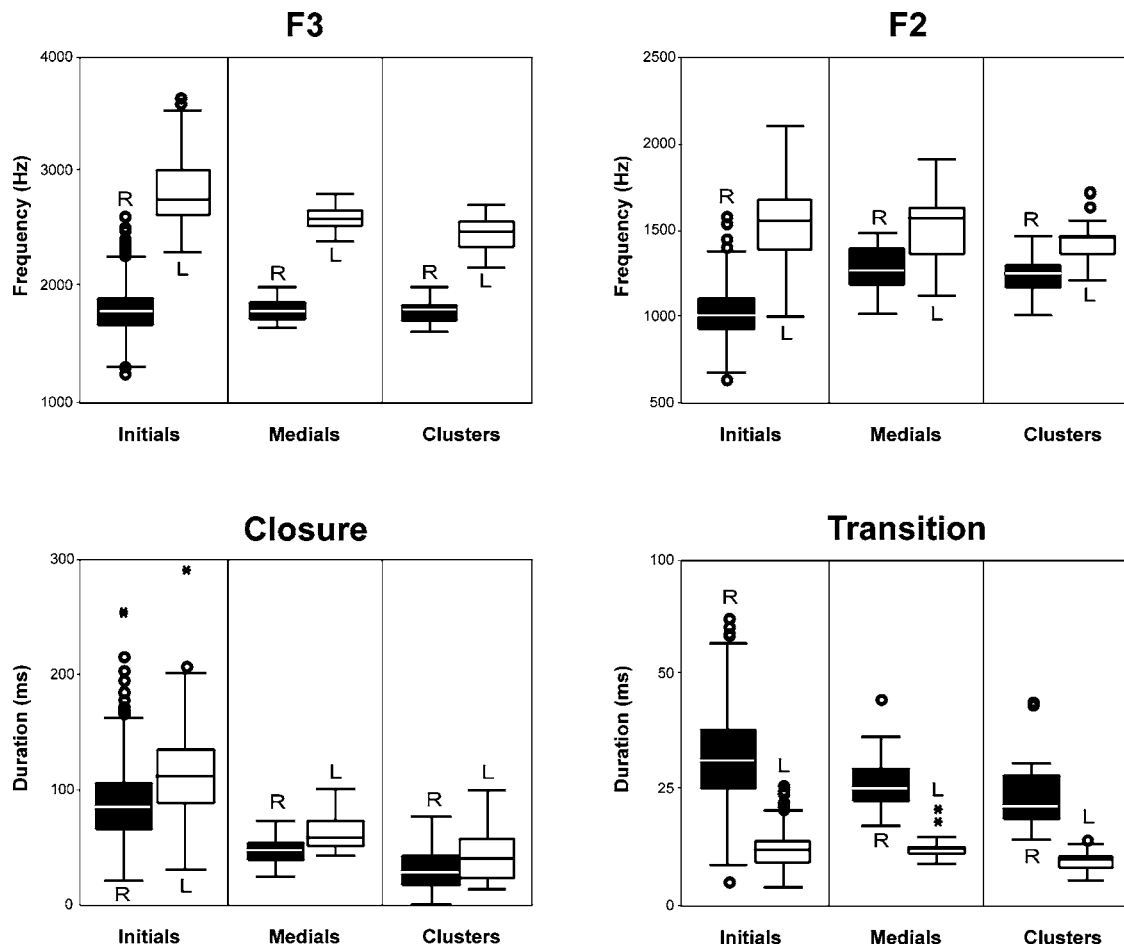 F3
Frequency (Hz)
4000
3000
2000
1000
R
L
R
L
R
L
Initials
Medials
Clusters
F2
Frequency (Hz)
2500
2000
1500
1000
500
R
L
R
L
R
L
Initials
Medials
Clusters
Closure
Duration (ms)
300
200
100
0
R
L
R
L
R
L
Initials
Medials
Clusters
Transition
Duration (ms)
100
50
25
0
R
L
R
L
R
L
Initials
Medials
Clusters